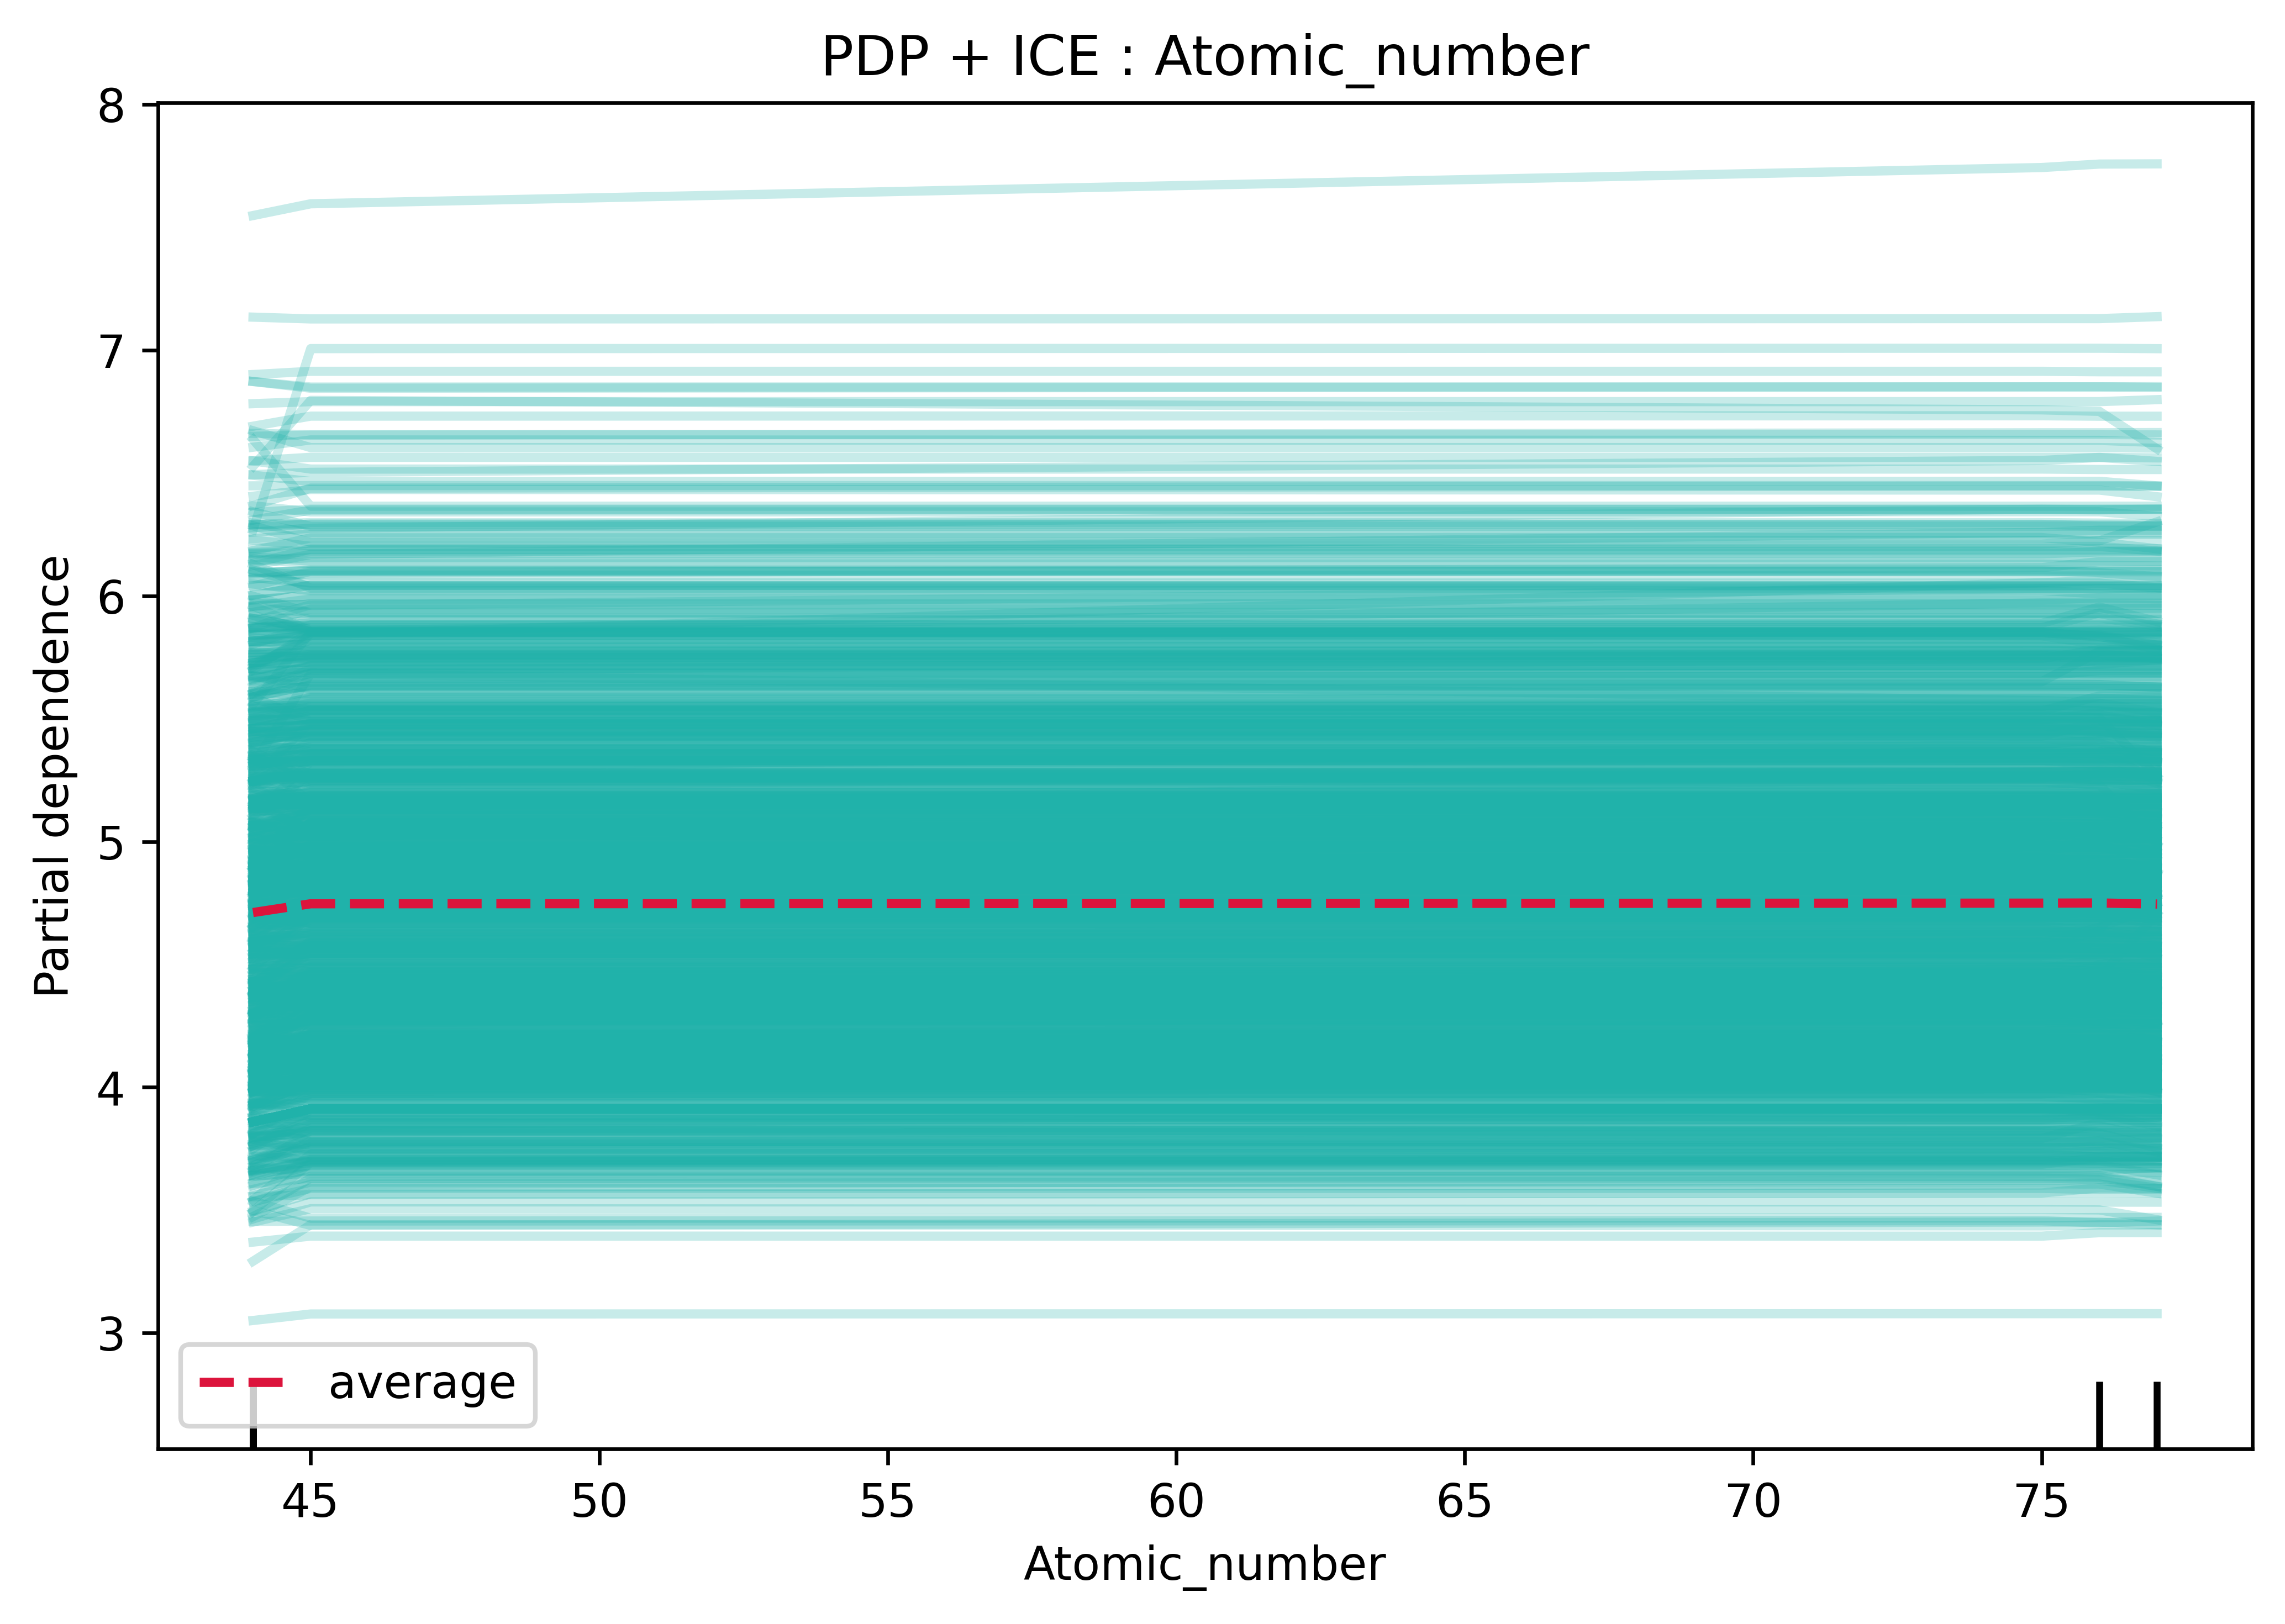 PDP + ICE : Atomic_number
8
7
6
5
4
3
Partial dependence
average
45 50 55 60 65 70 75
Atomic_number